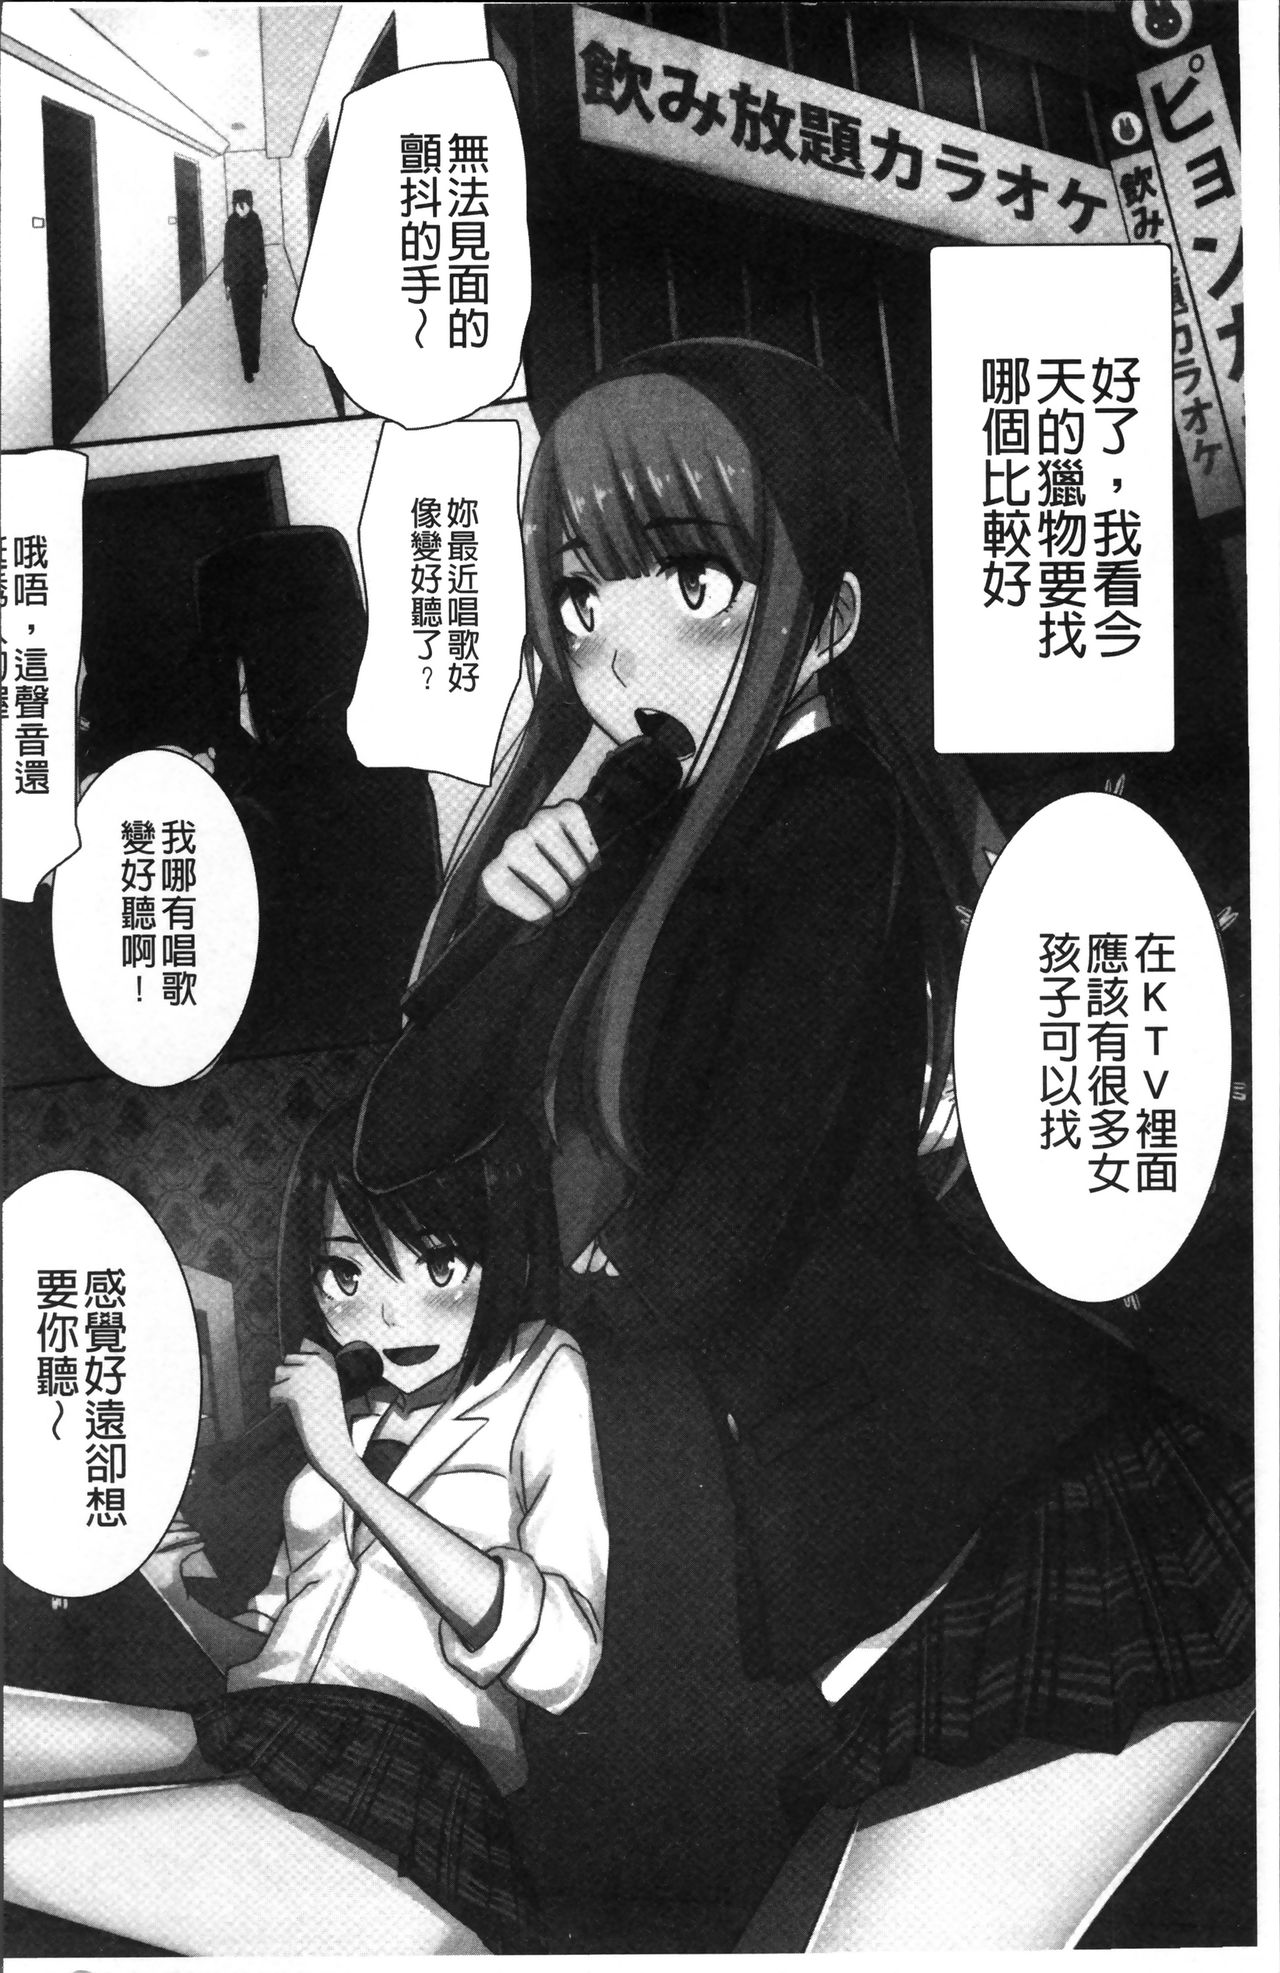 飲み放題カラオケ
ピョン
飲み
カラオケ
好了，我看今
天的獵物要找
哪個比較好
在KTV裡面
應該有很多女
孩子可以找
無法見面的
顫抖的手～
妳最近唱歌好
像變好聽了？
我哪有唱歌
變好聽啊！
哦唔，這聲音還
感覺好遠卻想
要你聽～